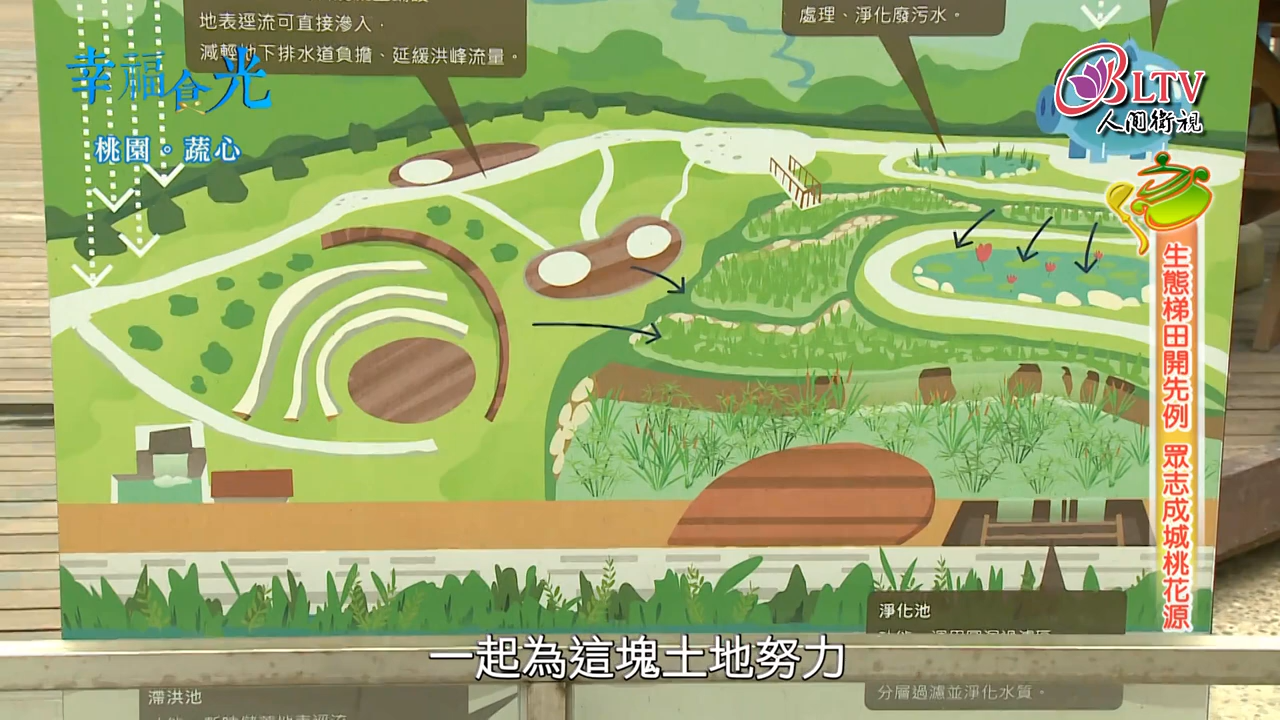 地表逕流可直接滲入，
減輕地下排水道負擔、延緩洪峰流量。
處理、淨化廢污水。
幸福食光
桃園。蔬心
BLTV
人間衛視
生態梯田開先例 眾志成城桃花源
淨化池
一起為這塊土地努力
分層過濾並淨化水質。
滯洪池